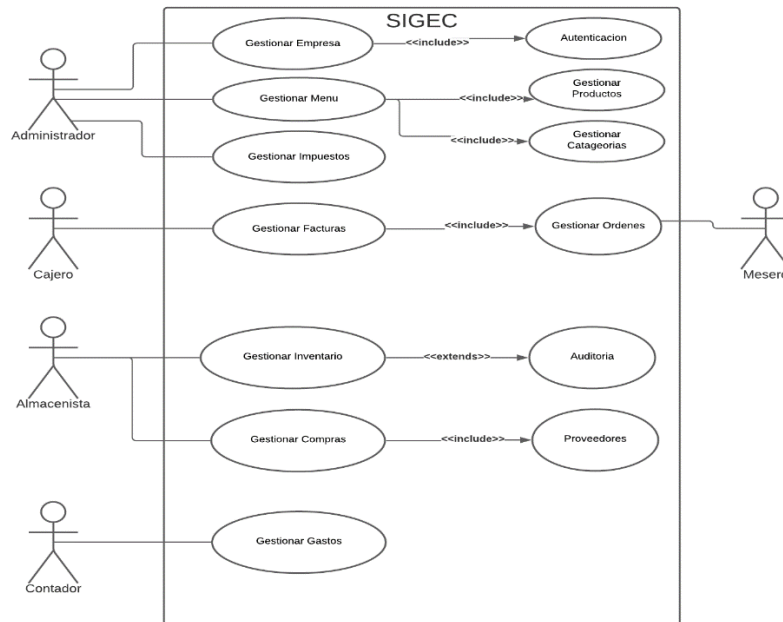 SIGEC
Gestionar Empresa
<<include>>
Autenticacion
Administrador
Gestionar Menu
<<include>>
Gestionar
Productos
<<include>>
Gestionar
Catageorias
Gestionar Impuestos
Cajero
Gestionar Facturas
<<include>>
Gestionar Ordenes
Mesero
Almacenista
Gestionar Inventario
<<extends>>
Auditoria
Gestionar Compras
<<include>>
Proveedores
Contador
Gestionar Gastos